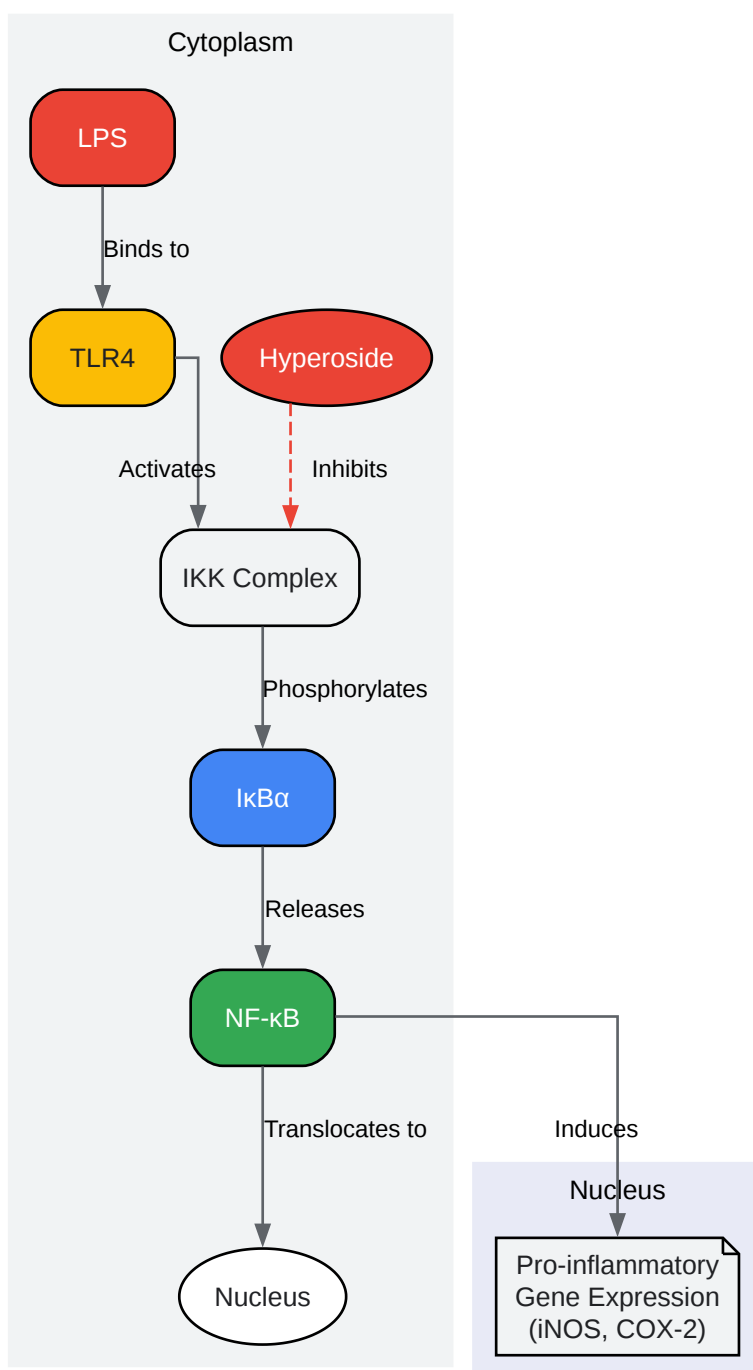 Cytoplasm
LPS
Binds to
TLR4
Hyperoside
Activates
Inhibits
IKK Complex
Phosphorylates
IκBα
Releases
NF-κB
Translocates to
Induces
Nucleus
Nucleus
Pro-inflammatory
Gene Expression
(iNOS, COX-2)